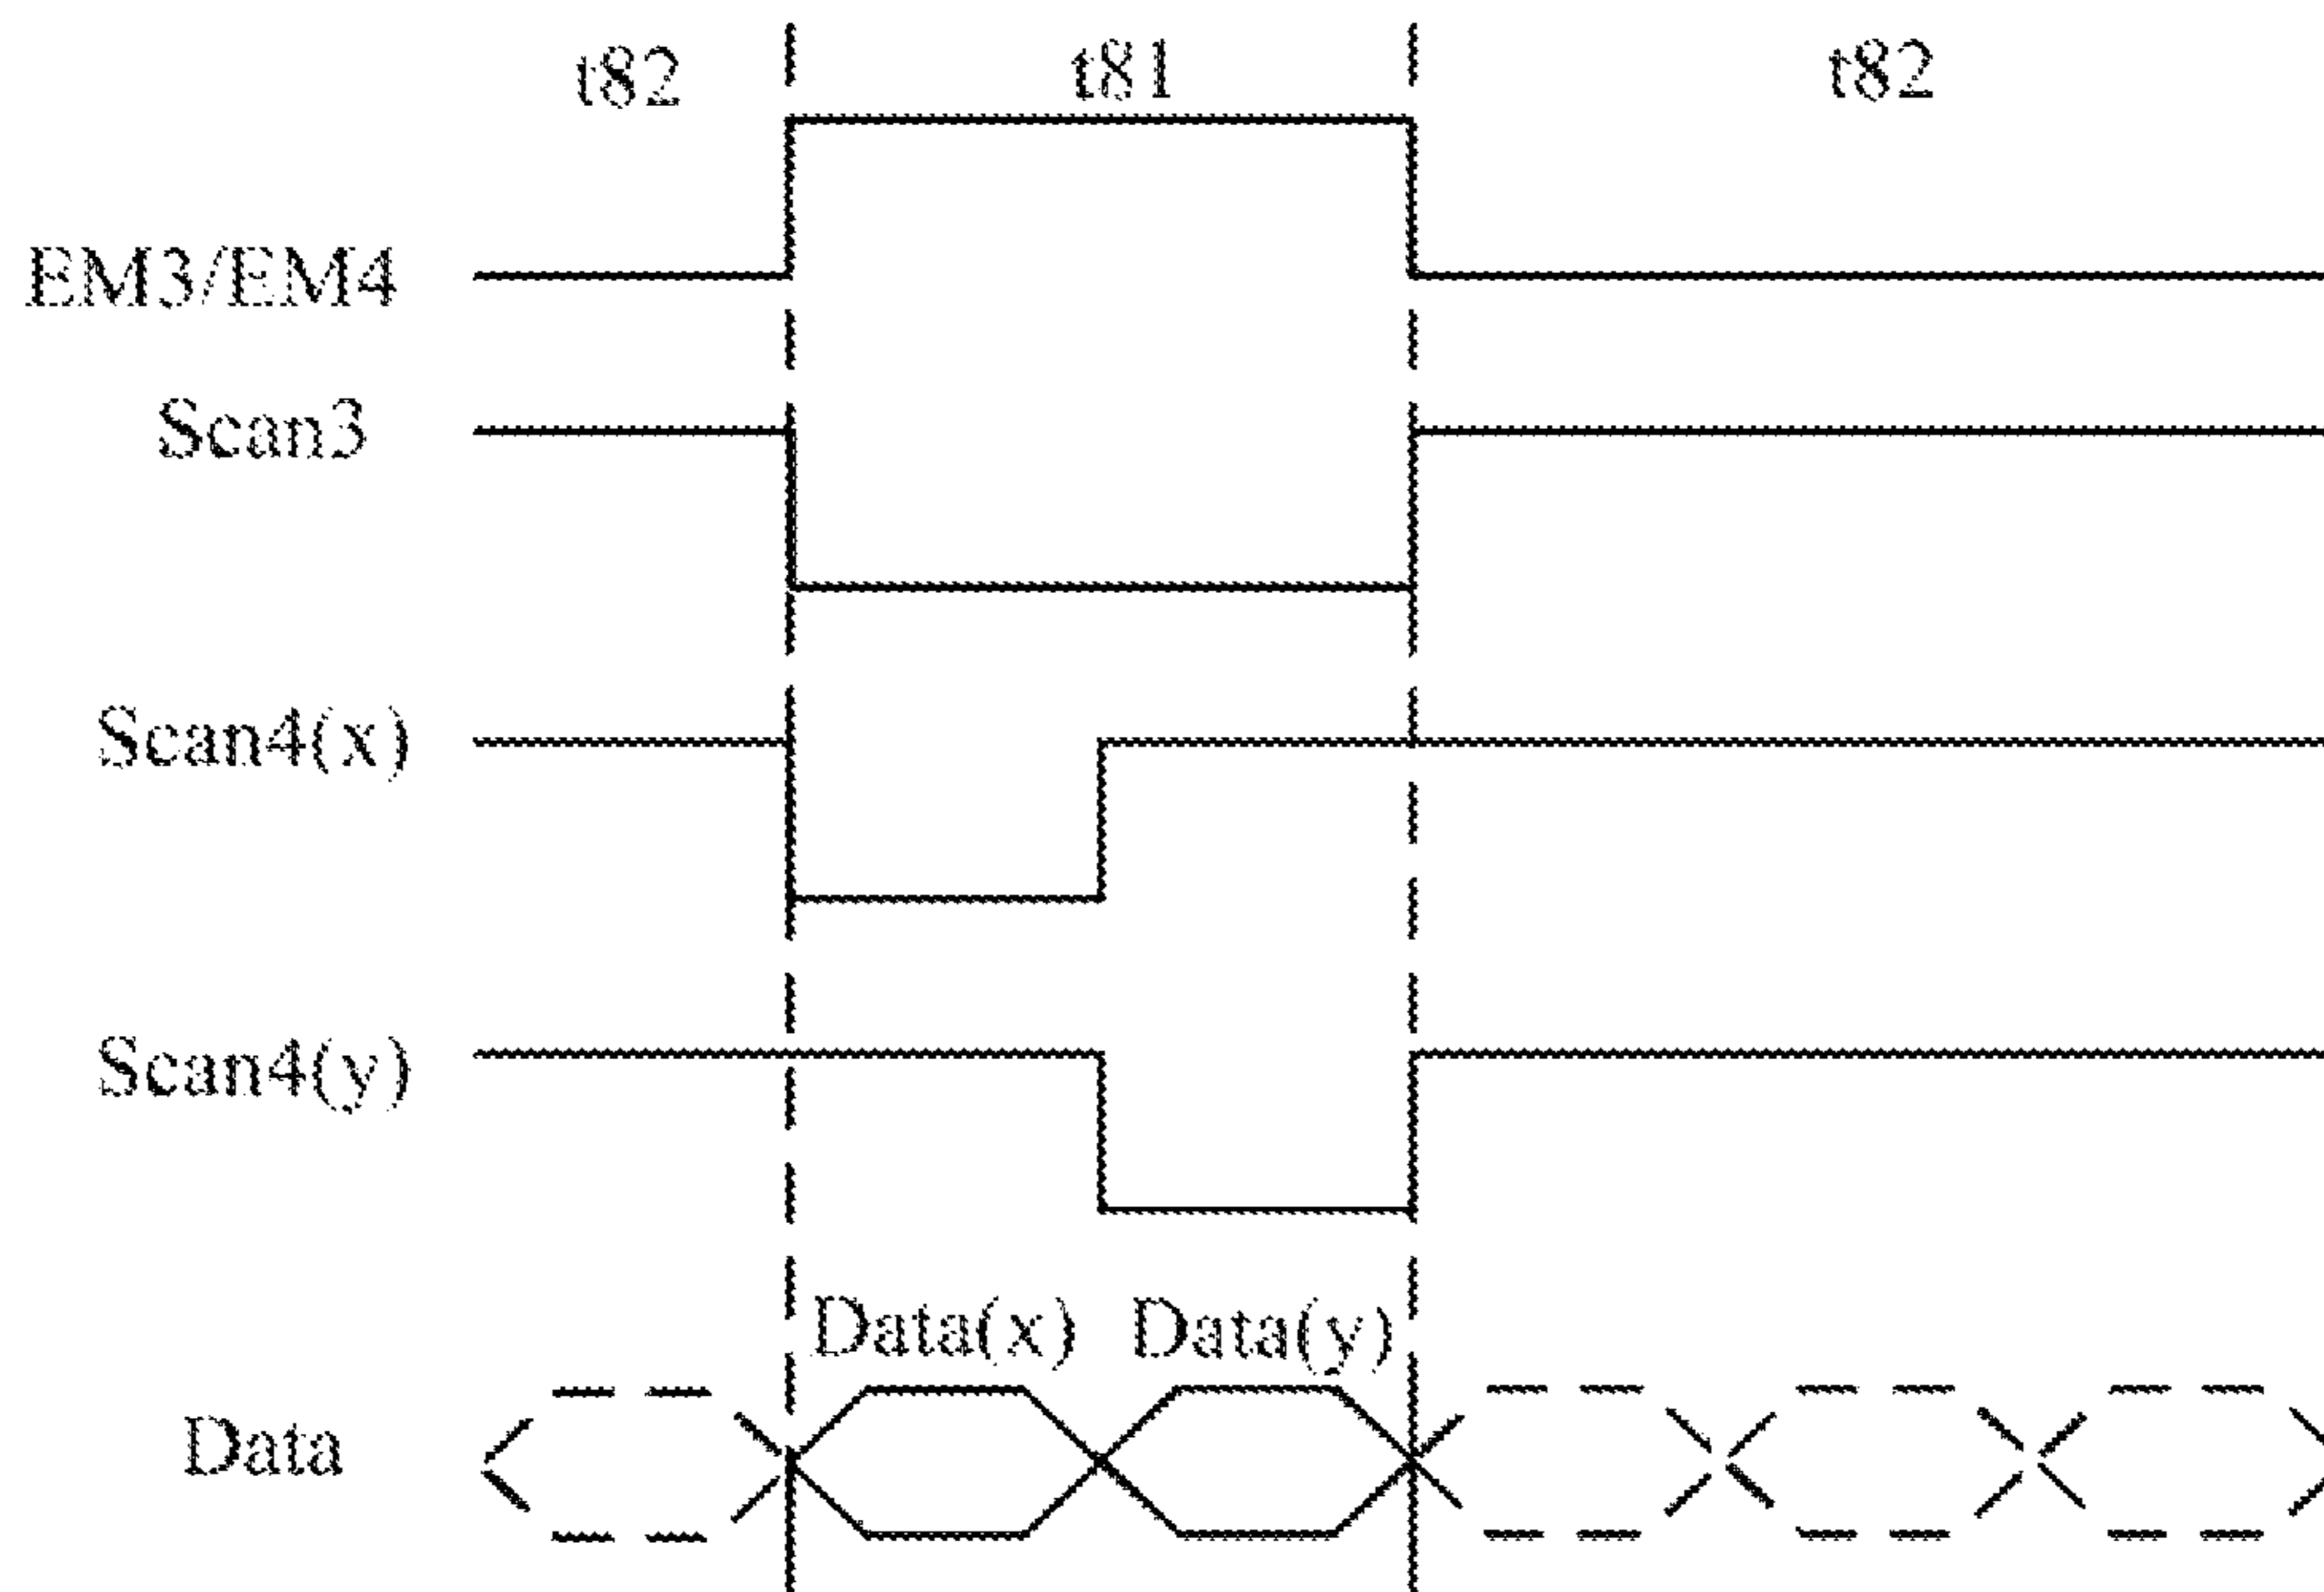 t82 t81 t82
EM3/EM4
Scan3
Scan4(x)
Scan4(y)
Data(x) Data(y)
Data